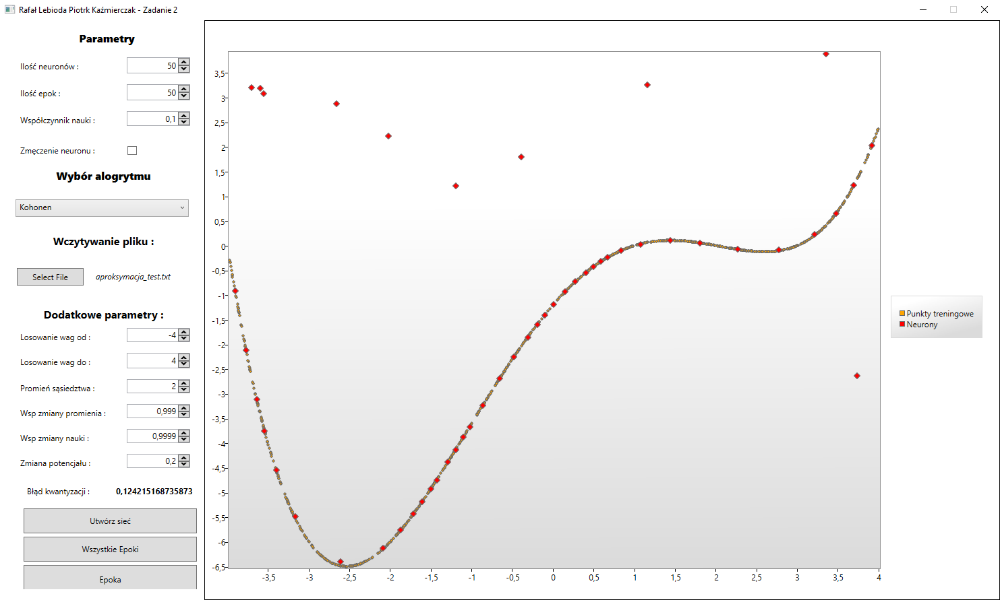 Rafał Lebioda Piotrk Kaźmierczak - Zadanie 2
Parametry
Ilość neuronów : 50
Ilość epok : 50
Współczynnik nauki : 0,1
Zmęczenie neuronu :
Wybór alogrytmu
Kohonen
Wczytywanie pliku :
Select File aproksymacja_test.txt
Dodatkowe parametry :
Losowanie wag od : -4
Losowanie wag do : 4
Promień sąsiedztwa : 2
Wsp zmiany promienia : 0,999
Wsp zmiany nauki : 0,9999
Zmiana potencjału : 0,2
Błąd kwantyzacji : 0,124215168735873
Utwórz sieć
Wszystkie Epoki
Epoka
3,5
3
2,5
2
1,5
1
0,5
0
-0,5
-1
-1,5
-2
-2,5
-3
-3,5
-4
-4,5
-5
-5,5
-6
-6,5
-3,5 -3 -2,5 -2 -1,5 -1 -0,5 0 0,5 1 1,5 2 2,5 3 3,5 4
Punkty treningowe
Neurony